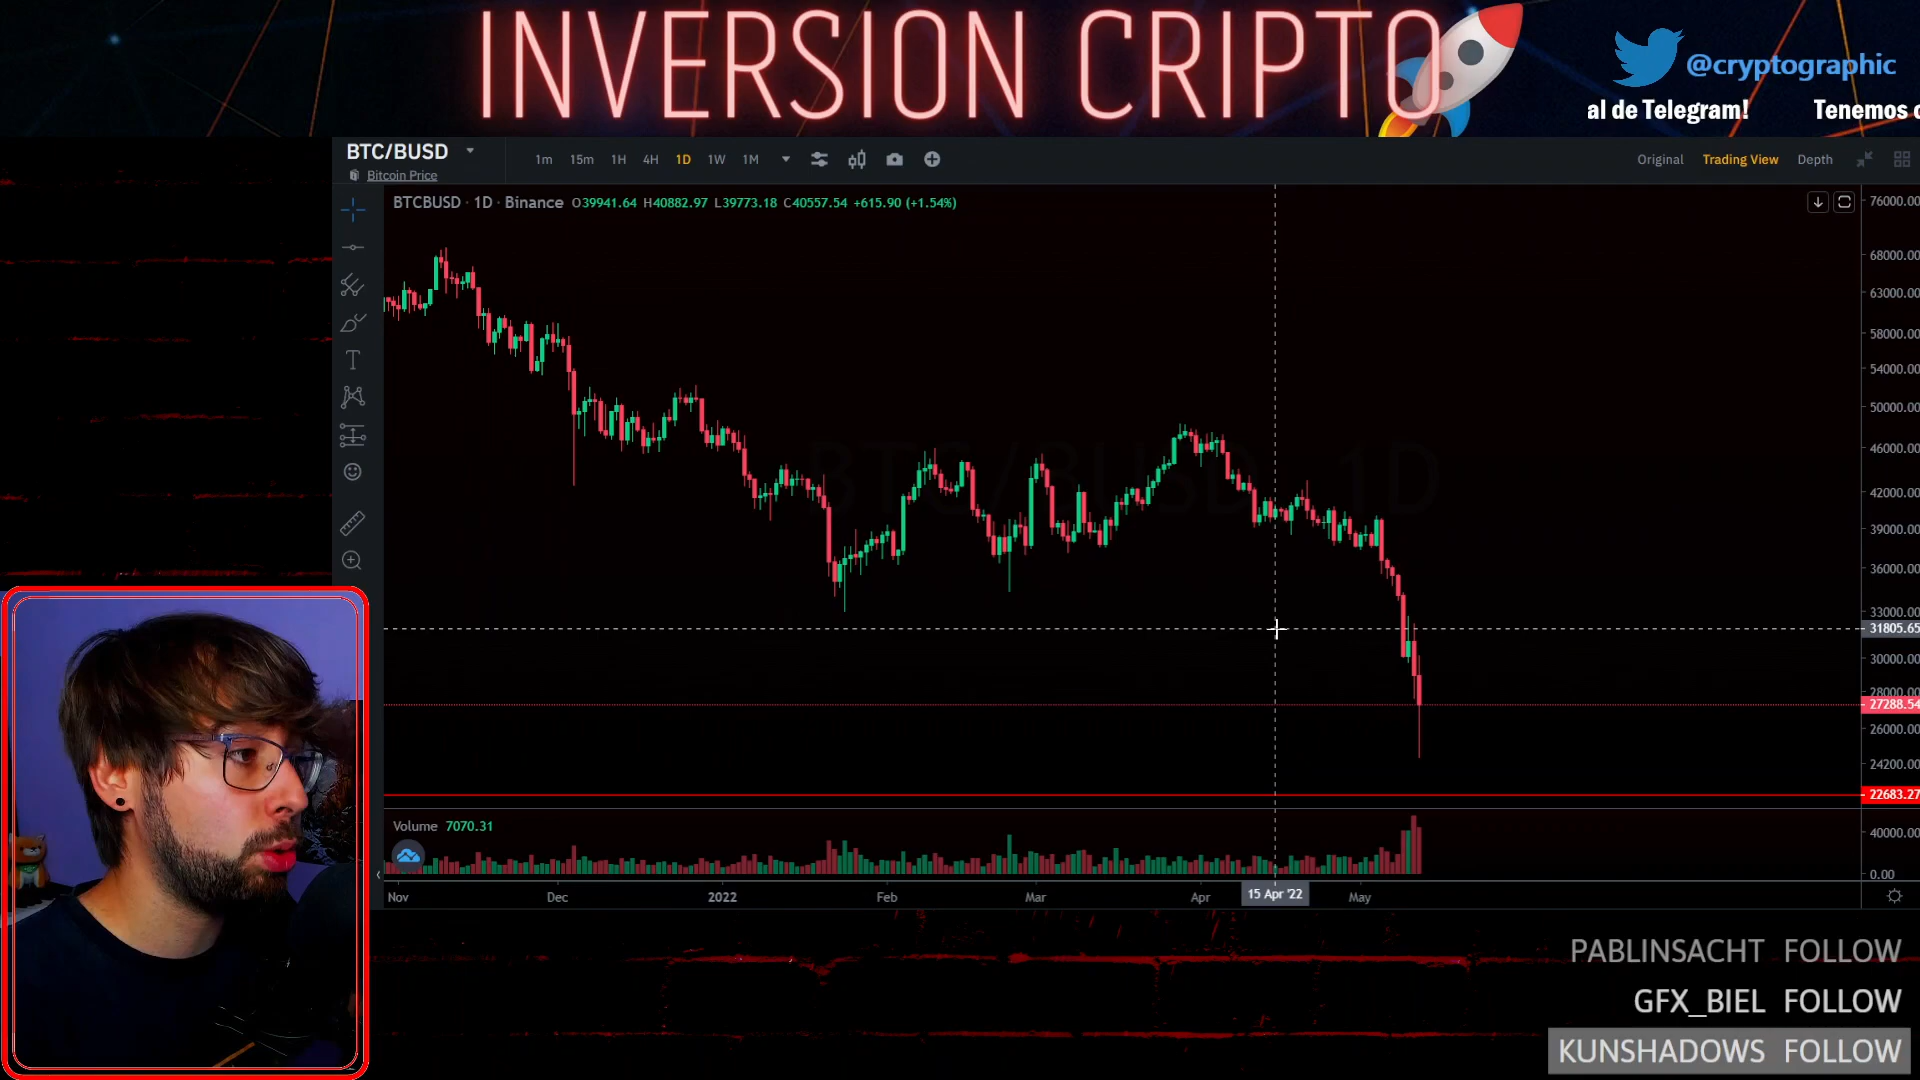 INVERSION CRIPTO
@cryptographic
al de Telegram! Tenemos
BTC/BUSD
Bitcoin Price
1m 15m 1H 4H 1D 1W 1M
Original Trading View Depth
BTCBUSD · 1D · Binance O39941.64 H40882.97 L39773.18 C40557.54 +615.90 (+1.54%)
BTC/BUSD 1D
76000.00
68000.00
63000.00
58000.00
54000.00
50000.00
46000.00
42000.00
39000.00
36000.00
33000.00
31805.65
30000.00
28000.00
27288.54
26000.00
24200.00
22683.27
Volume 7070.31
40000.00
0.00
Nov Dec 2022 Feb Mar Apr 15 Apr '22 May
PABLINSACHT FOLLOW
GFX_BIEL FOLLOW
KUNSHADOWS FOLLOW